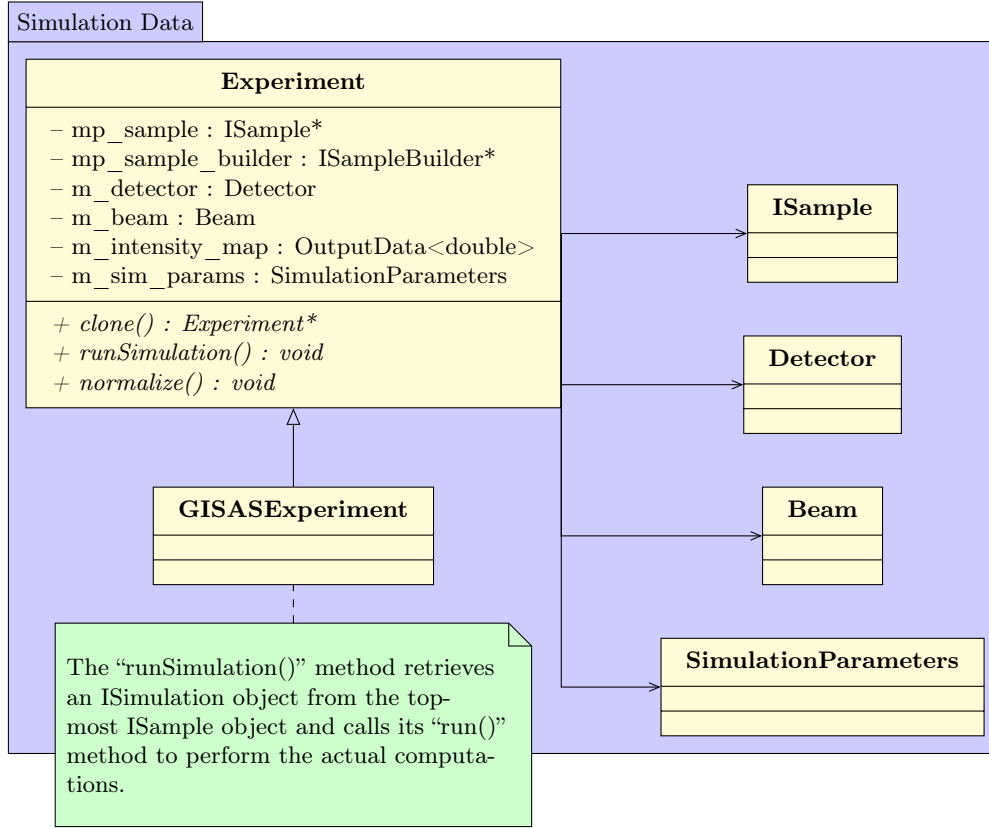 Simulation Data
Experiment
– mp_sample : ISample*
– mp_sample_builder : ISampleBuilder*
– m_detector : Detector
– m_beam : Beam
– m_intensity_map : OutputData<double>
– m_sim_params : SimulationParameters
+ clone() : Experiment*
+ runSimulation() : void
+ normalize() : void
ISample
Detector
GISASExperiment
Beam
The “runSimulation()” method retrieves
an ISimulation object from the top-
most ISample object and calls its “run()”
method to perform the actual computa-
tions.
SimulationParameters